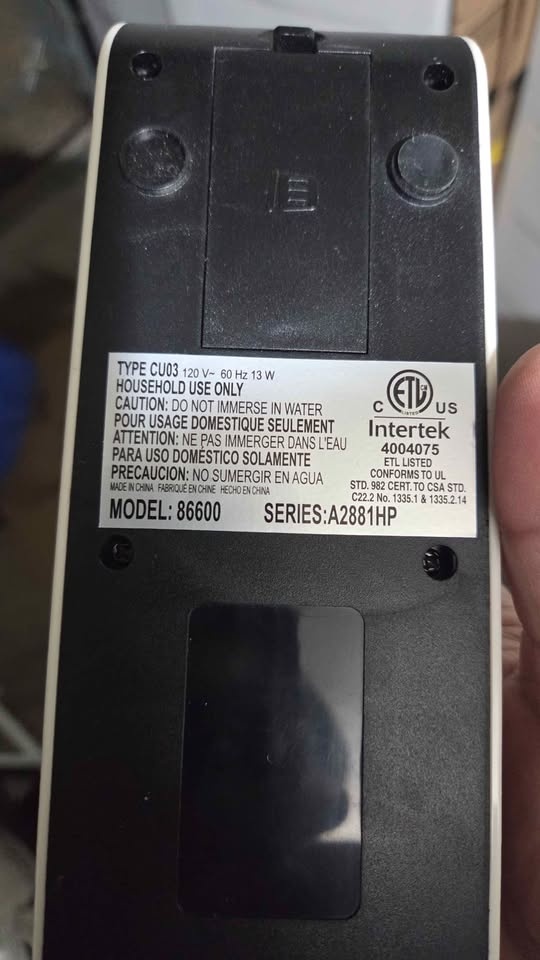 TYPE CU03 120 V~ 60 Hz 13 W
HOUSEHOLD USE ONLY
CAUTION: DO NOT IMMERSE IN WATER
POUR USAGE DOMESTIQUE SEULEMENT
ATTENTION: NE PAS IMMERGER DANS L'EAU
PARA USO DOMÉSTICO SOLAMENTE
PRECAUCION: NO SUMERGIR EN AGUA
MADE IN CHINA FABRIQUÉ EN CHINE HECHO EN CHINA
MODEL: 86600 SERIES:A2881HP
ETL CM
LISTED
C US
Intertek
4004075
ETL LISTED
CONFORMS TO UL
STD. 982 CERT. TO CSA STD.
C22.2 No. 1335.1 & 1335.2.14